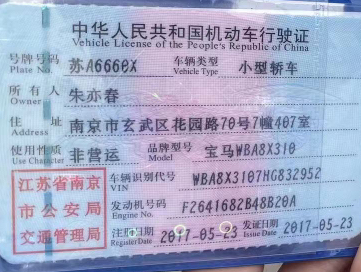 中华人民共和国机动车行驶证
Vehicle License of the People's Republic of China
号牌号码 苏A6660X 车辆类型 小型轿车
Plate No. Vehicle Type
所有人 朱亦春
Owner
住址 南京市玄武区花园路70号7幢407室
Address
使用性质 非营运 品牌型号 宝马WBA8X310
Use Character Model
江苏省南京市公安局交通管理局
车辆识别代号 WBA8X3107HG832952
VIN
发动机号码 F2641682B48B20A
Engine No.
注册日期 2017-05-23 发证日期 2017-05-23
Register Date Issue Date